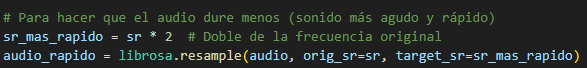 # Para hacer que el audio dure menos (sonido más agudo y rápido)
sr_mas_rapido = sr * 2  # Doble de la frecuencia original
audio_rapido = librosa.resample(audio, orig_sr=sr, target_sr=sr_mas_rapido)